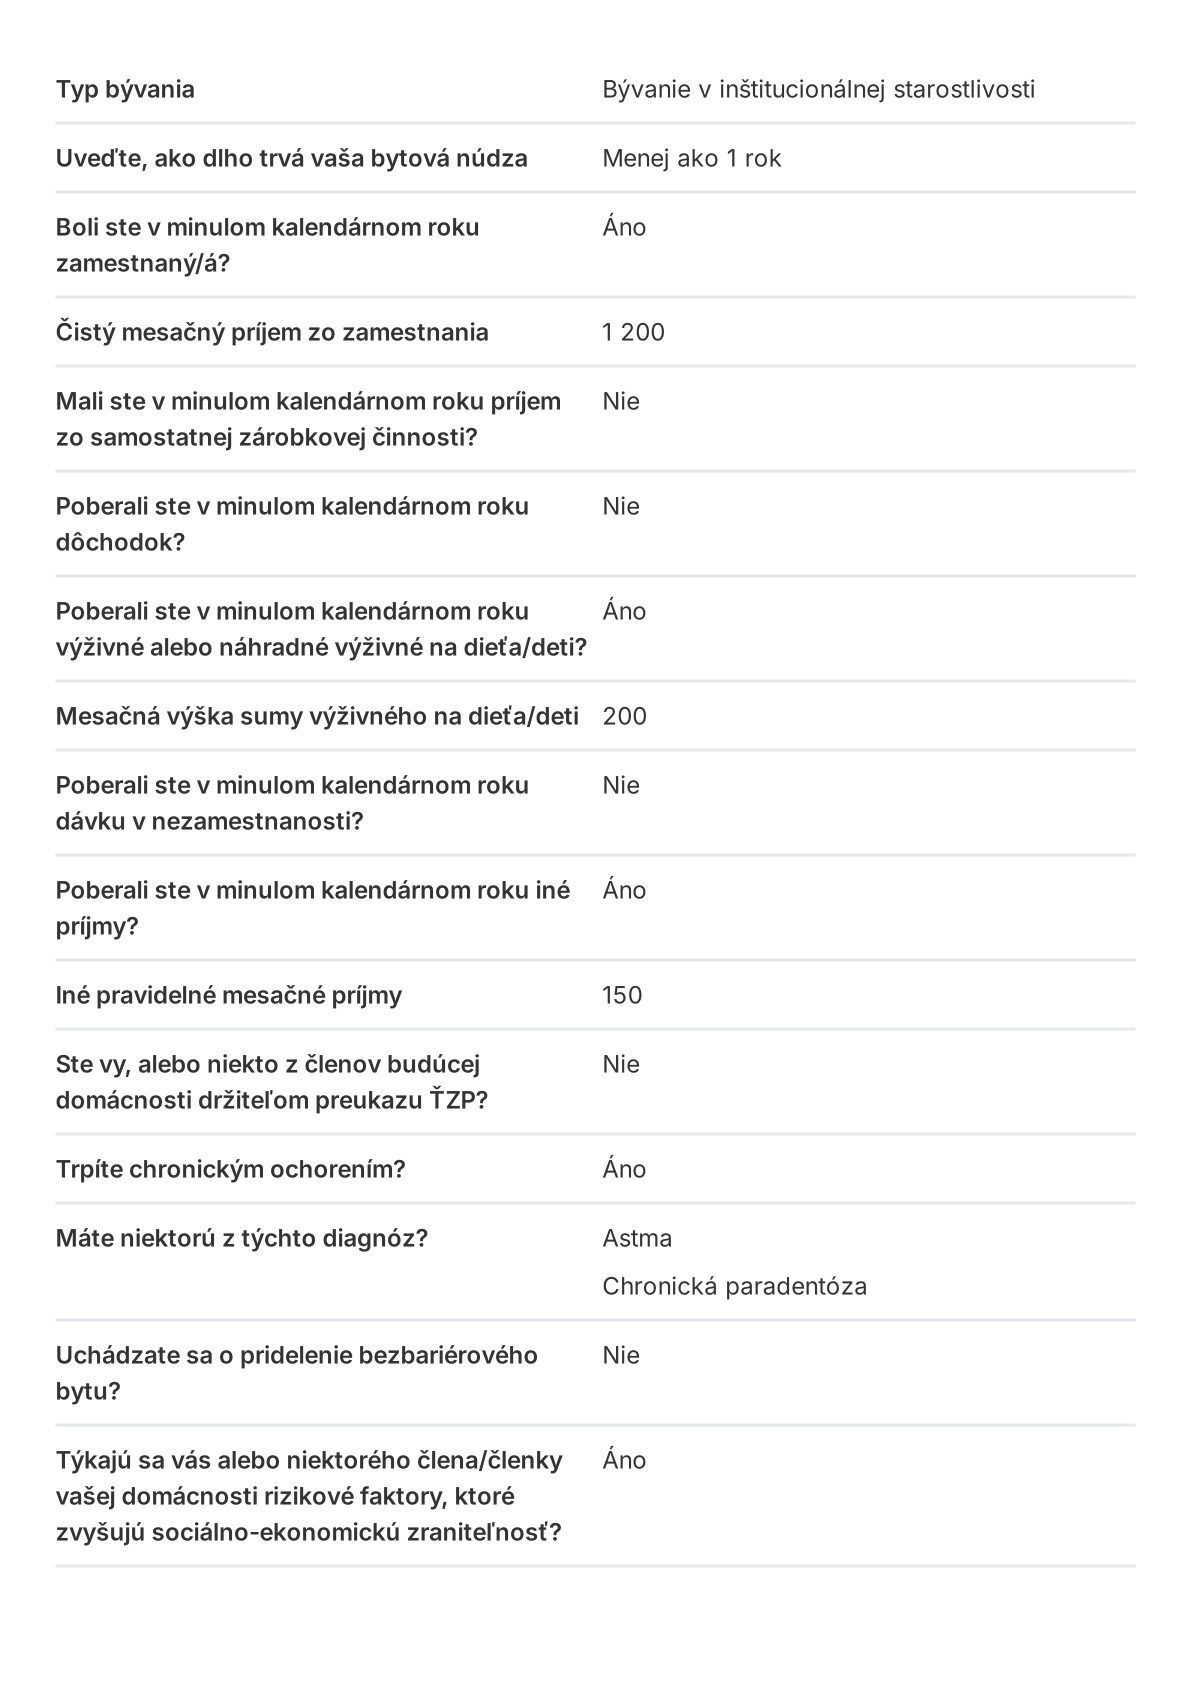 Typ bývania Bývanie v inštitucionálnej starostlivosti
Uveďte, ako dlho trvá vaša bytová núdza Menej ako 1 rok
Boli ste v minulom kalendárnom roku Áno
zamestnaný/á?
Čistý mesačný príjem zo zamestnania 1 200
Mali ste v minulom kalendárnom roku príjem Nie
zo samostatnej zárobkovej činnosti?
Poberali ste v minulom kalendárnom roku Nie
dôchodok?
Poberali ste v minulom kalendárnom roku Áno
výživné alebo náhradné výživné na dieťa/deti?
Mesačná výška sumy výživného na dieťa/deti 200
Poberali ste v minulom kalendárnom roku Nie
dávku v nezamestnanosti?
Poberali ste v minulom kalendárnom roku iné Áno
príjmy?
Iné pravidelné mesačné príjmy 150
Ste vy, alebo niekto z členov budúcej Nie
domácnosti držiteľom preukazu ŤZP?
Trpíte chronickým ochorením? Áno
Máte niektorú z týchto diagnóz? Astma
Chronická paradentóza
Uchádzate sa o pridelenie bezbariérového Nie
bytu?
Týkajú sa vás alebo niektorého člena/členky Áno
vašej domácnosti rizikové faktory, ktoré
zvyšujú sociálno-ekonomickú zraniteľnosť?